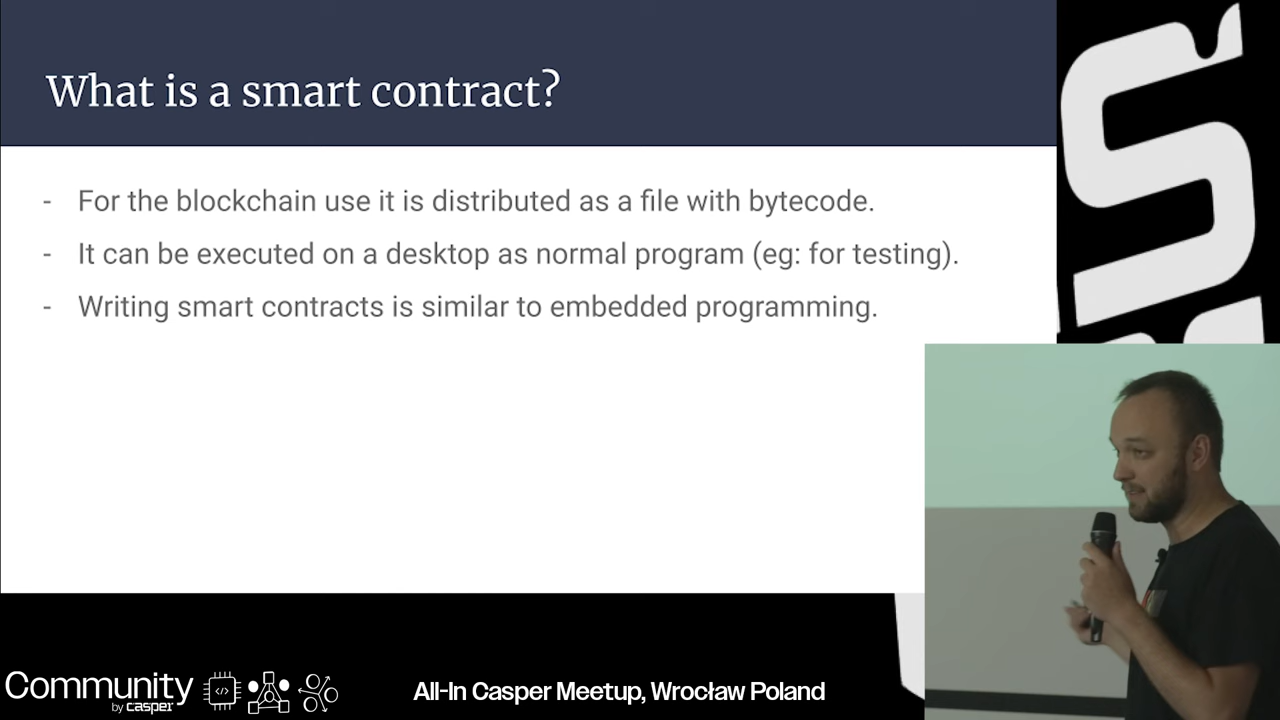 What is a smart contract?
- For the blockchain use it is distributed as a file with bytecode.
- It can be executed on a desktop as normal program (eg: for testing).
- Writing smart contracts is similar to embedded programming.
Community
by casper
</>
All-In Casper Meetup, Wrocław Poland